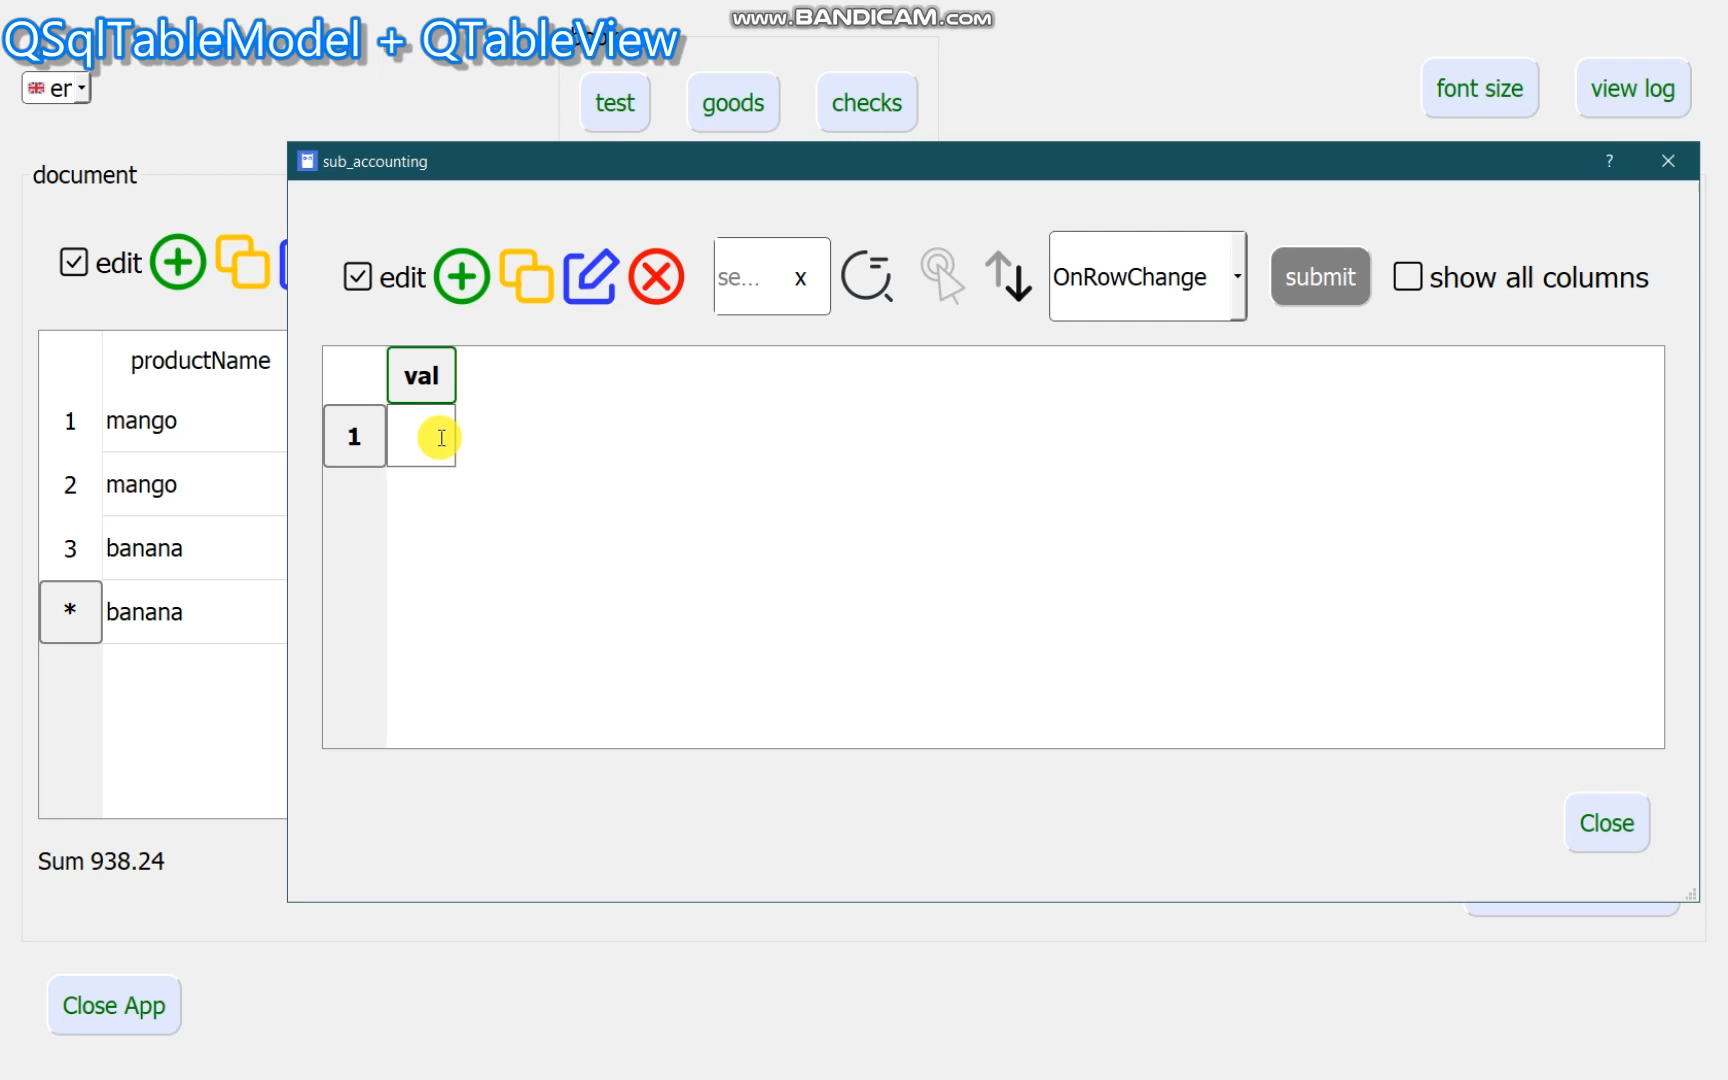 www.BANDICAM.COM
QSqlTableModel + QTableView
er
test
goods
checks
font size
view log
document
sub_accounting
?
edit
edit
se...
x
OnRowChange
submit
show all columns
productName
val
1
mango
1
2
mango
3
banana
*
banana
Close
Sum 938.24
Close App